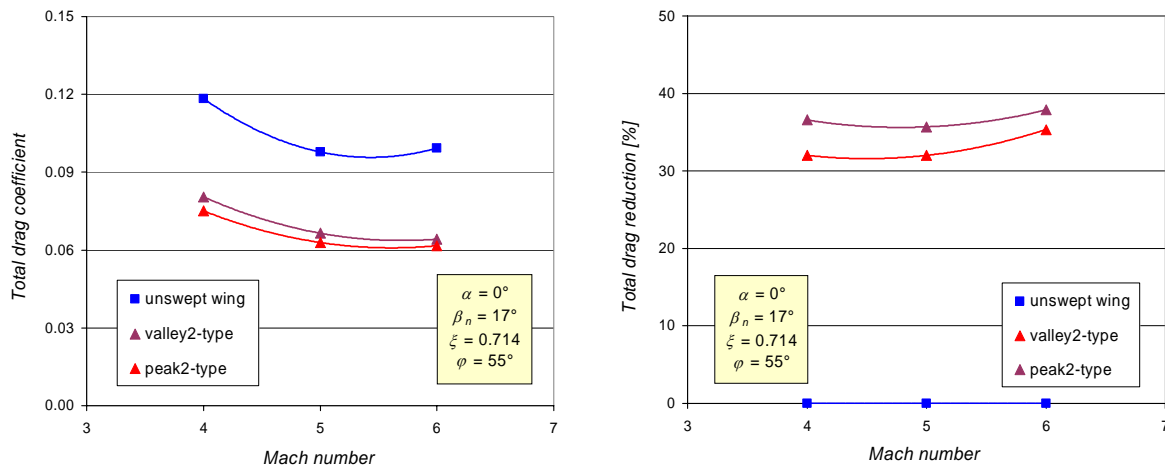 0.15
0.12
0.09
0.06
0.03
0.00
Total drag coefficient
unswept wing
valley2-type
peak2-type
α = 0°
βn = 17°
ξ = 0.714
φ = 55°
3 4 5 6 7
Mach number
50
40
30
20
10
0
Total drag reduction [%]
α = 0°
βn = 17°
ξ = 0.714
φ = 55°
unswept wing
valley2-type
peak2-type
3 4 5 6 7
Mach number